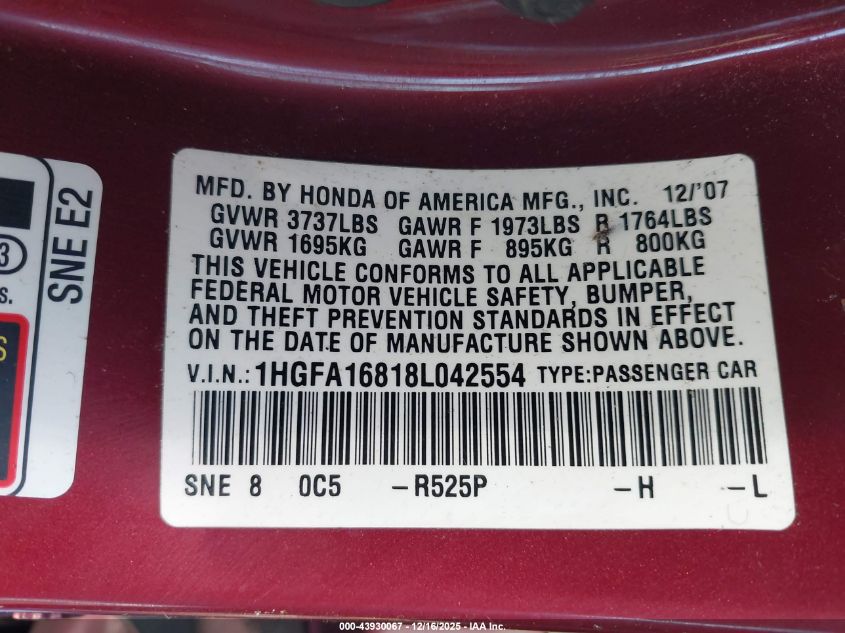 MFD. BY HONDA OF AMERICA MFG., INC. 12/'07
GVWR 3737LBS GAWR F 1973LBS R 1764LBS
GVWR 1695KG GAWR F 895KG R 800KG
THIS VEHICLE CONFORMS TO ALL APPLICABLE
FEDERAL MOTOR VEHICLE SAFETY, BUMPER,
AND THEFT PREVENTION STANDARDS IN EFFECT
ON THE DATE OF MANUFACTURE SHOWN ABOVE.
V.I.N.: 1HGFA16818L042554 TYPE:PASSENGER CAR
SNE 8 0C5 -R525P -H -L
SNE E2
3
S.
S
000-43930067 - 12/16/2025 - IAA Inc.